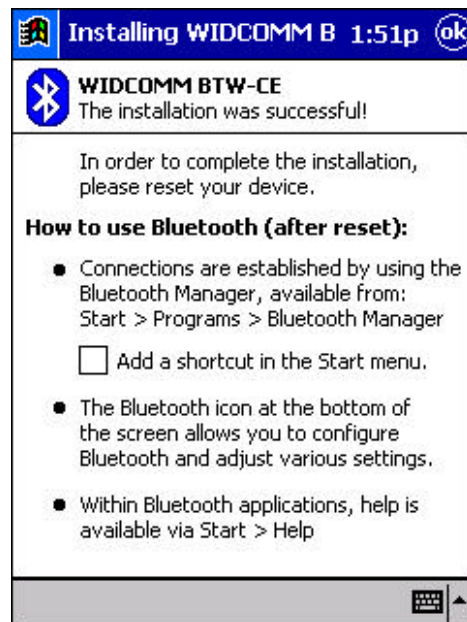 Installing WIDCOMM B 1:51p ok
WIDCOMM BTW-CE
The installation was successful!
In order to complete the installation,
please reset your device.
How to use Bluetooth (after reset):
Connections are established by using the
Bluetooth Manager, available from:
Start > Programs > Bluetooth Manager
Add a shortcut in the Start menu.
The Bluetooth icon at the bottom of
the screen allows you to configure
Bluetooth and adjust various settings.
Within Bluetooth applications, help is
available via Start > Help